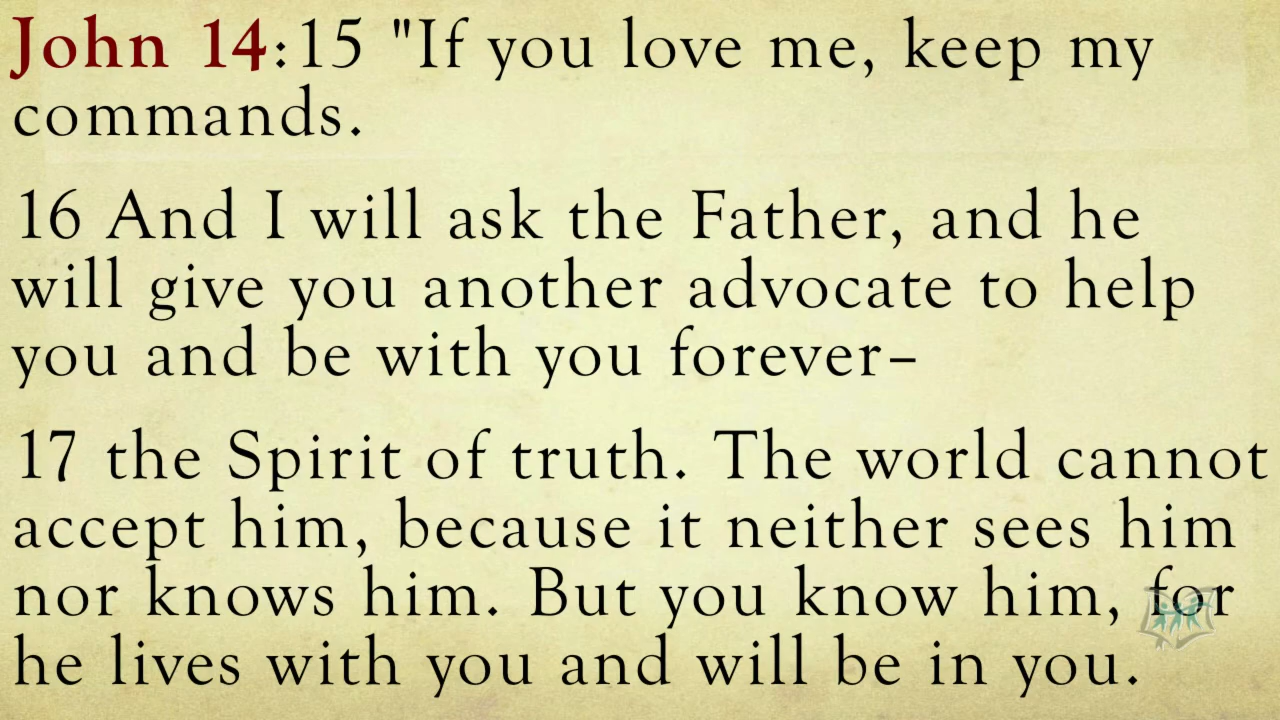 John 14:15 "If you love me, keep my
commands.
16 And I will ask the Father, and he
will give you another advocate to help
you and be with you forever–
17 the Spirit of truth. The world cannot
accept him, because it neither sees him
nor knows him. But you know him, for
he lives with you and will be in you.